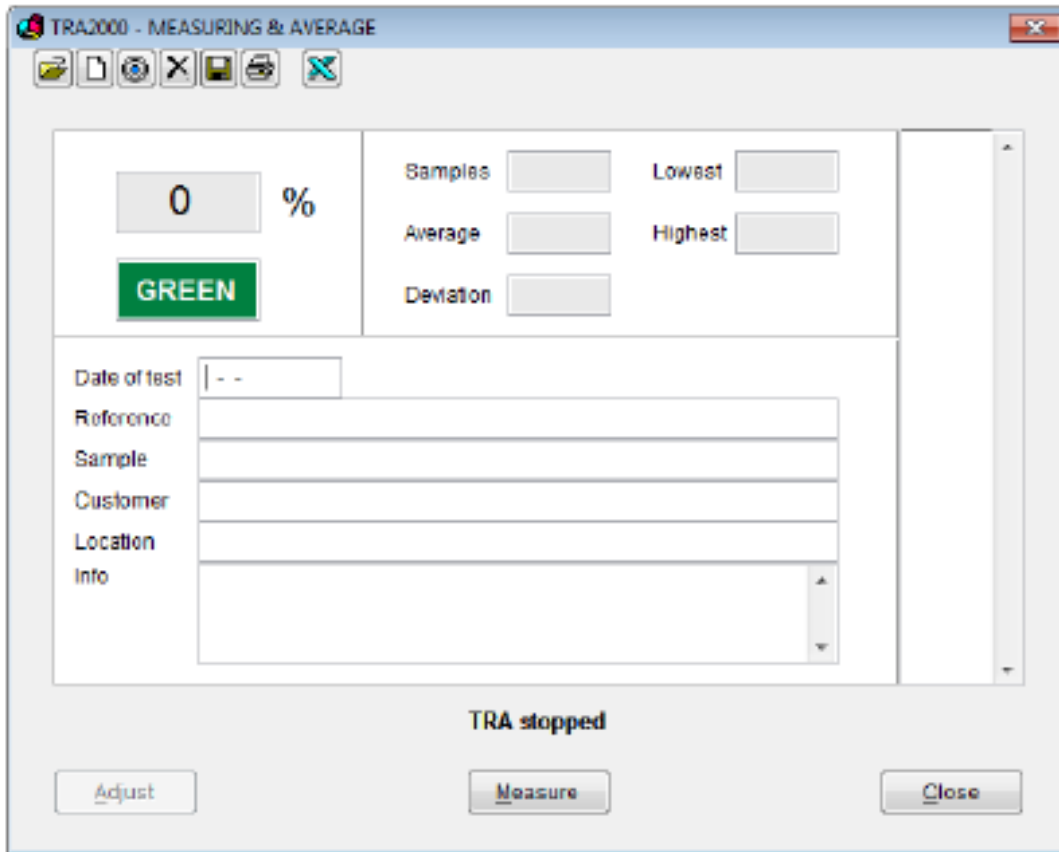 TRA2000 - MEASURING & AVERAGE
0 %
GREEN
Samples
Lowest
Average
Highest
Deviation
Date of test - -
Reference
Sample
Customer
Location
Info
TRA stopped
Adjust
Measure
Close